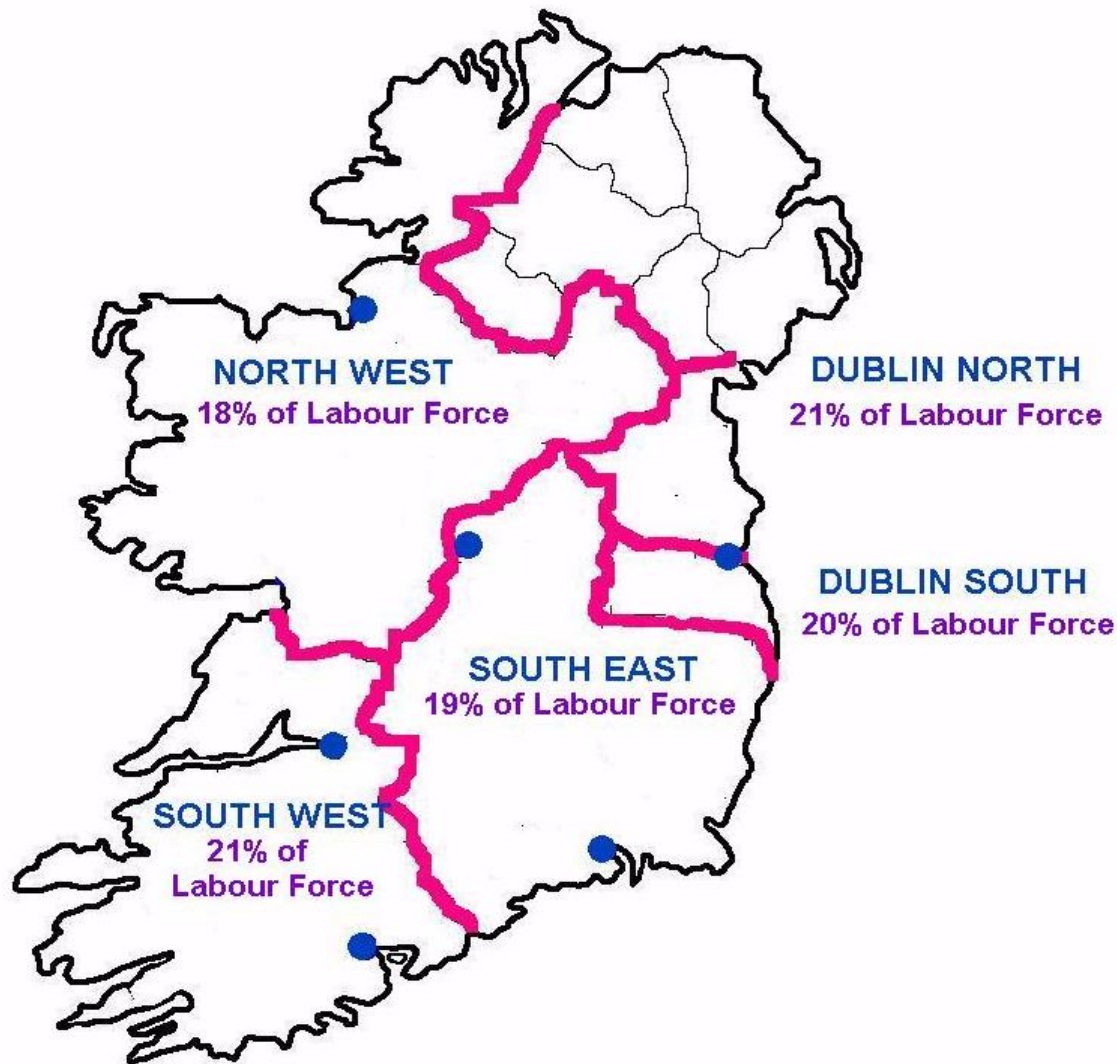 NORTH WEST
18% of Labour Force
DUBLIN NORTH
21% of Labour Force
DUBLIN SOUTH
20% of Labour Force
SOUTH EAST
19% of Labour Force
SOUTH WEST
21% of
Labour Force